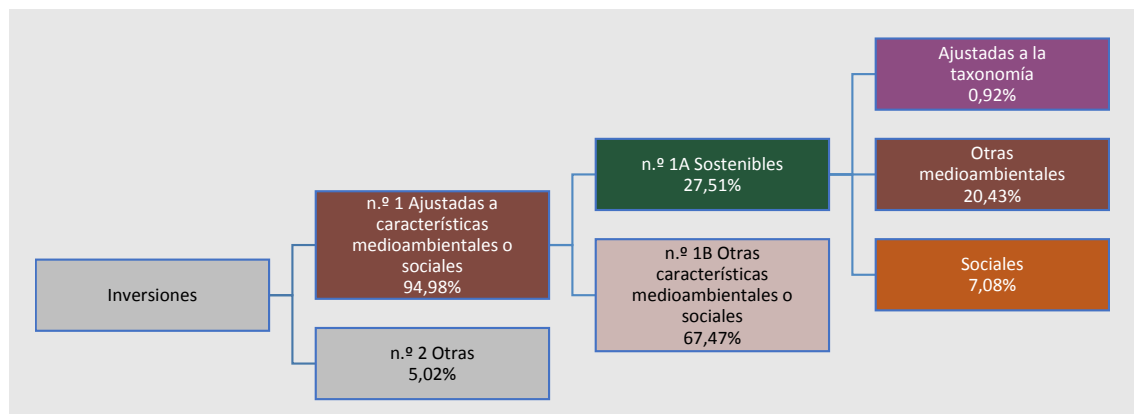 Inversiones
n.º 1 Ajustadas a
características
medioambientales o
sociales
94,98%
n.º 2 Otras
5,02%
n.º 1A Sostenibles
27,51%
n.º 1B Otras
características
medioambientales o
sociales
67,47%
Ajustadas a la
taxonomía
0,92%
Otras
medioambientales
20,43%
Sociales
7,08%